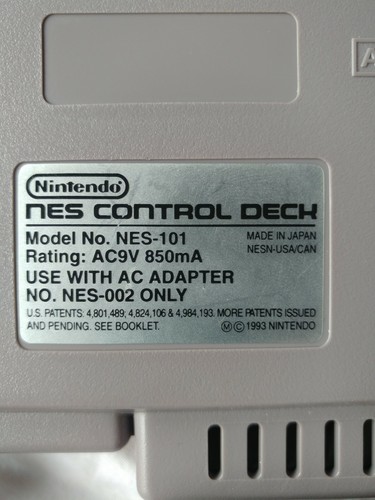 A
Nintendo®
NES CONTROL DECK
Model No. NES-101
MADE IN JAPAN
Rating: AC9V 850mA
NESN-USA/CAN
USE WITH AC ADAPTER
NO. NES-002 ONLY
U.S. PATENTS: 4,801,489; 4,824,106 & 4,984,193. MORE PATENTS ISSUED
AND PENDING. SEE BOOKLET.
Ⓜ©1993 NINTENDO